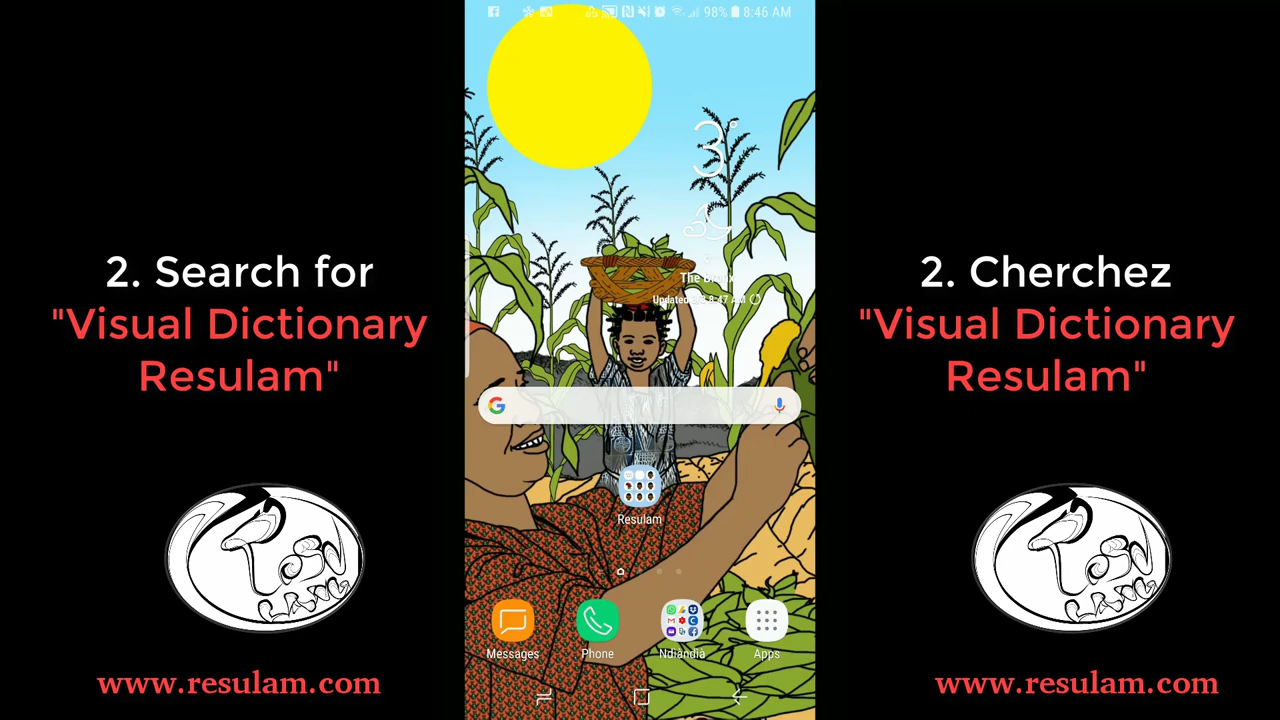 98% 8:46 AM
2. Search for
"Visual Dictionary
Resulam"
www.resulam.com
3°
Resulam
Messages
Phone
Ndiandia
Apps
2. Cherchez
"Visual Dictionary
Resulam"
www.resulam.com